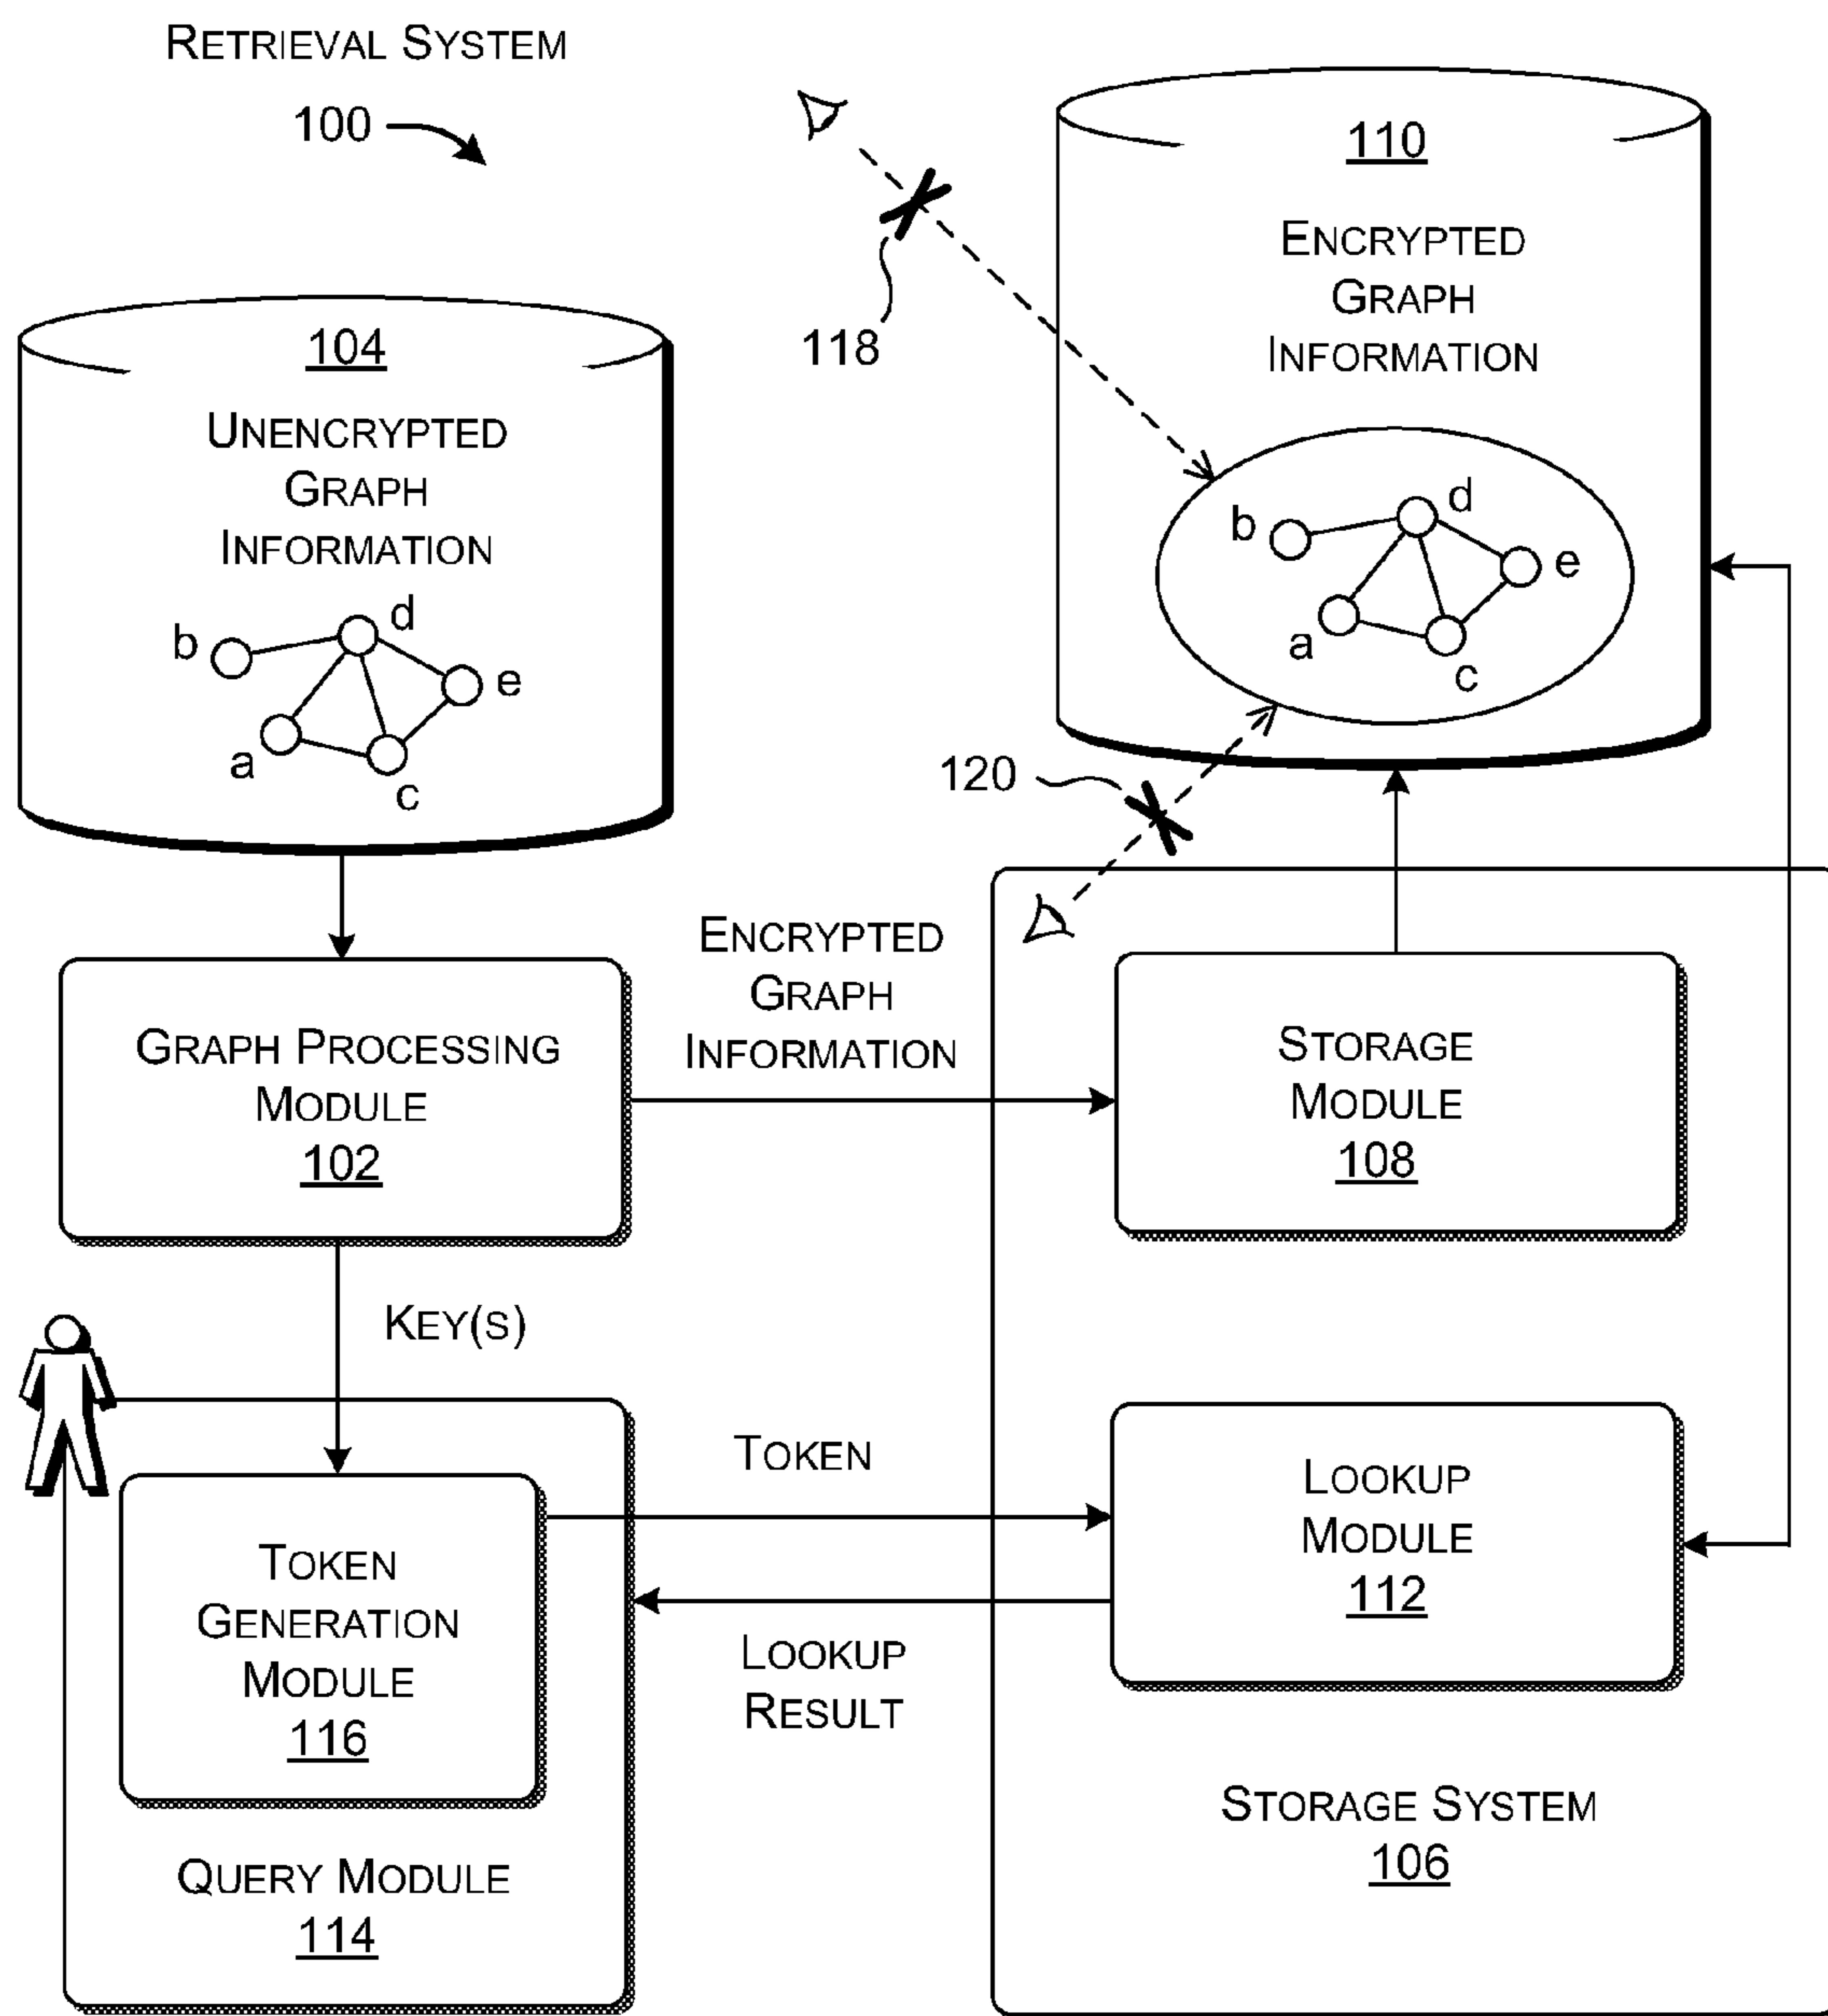 RETRIEVAL SYSTEM
100
110
ENCRYPTED
GRAPH
INFORMATION
118
104
UNENCRYPTED
GRAPH
INFORMATION
b
d
e
a
c
b
d
e
a
c
120
ENCRYPTED
GRAPH
INFORMATION
GRAPH PROCESSING
MODULE
102
STORAGE
MODULE
108
KEY(S)
TOKEN
LOOKUP
MODULE
112
TOKEN
GENERATION
MODULE
116
LOOKUP
RESULT
QUERY MODULE
114
STORAGE SYSTEM
106